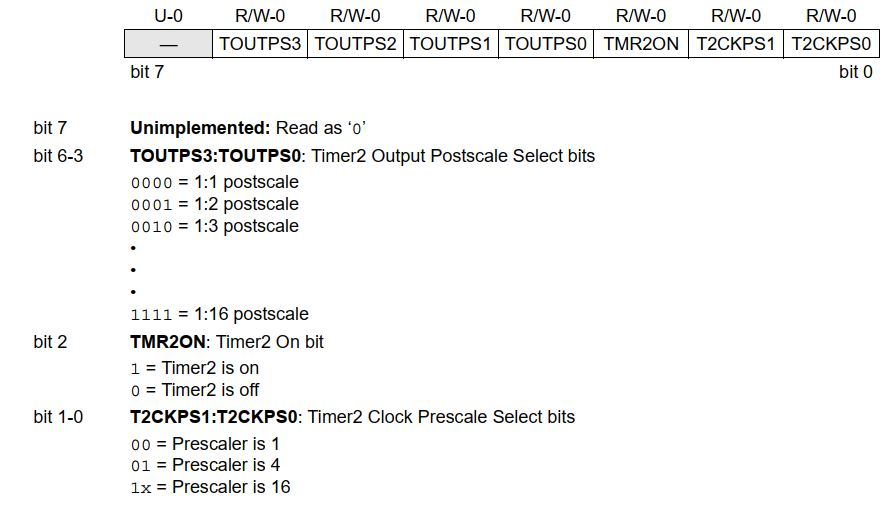 U-0 R/W-0 R/W-0 R/W-0 R/W-0 R/W-0 R/W-0 R/W-0
— TOUTPS3 TOUTPS2 TOUTPS1 TOUTPS0 TMR2ON T2CKPS1 T2CKPS0
bit 7 bit 0
bit 7 Unimplemented: Read as ‘0’
bit 6-3 TOUTPS3:TOUTPS0: Timer2 Output Postscale Select bits
0000 = 1:1 postscale
0001 = 1:2 postscale
0010 = 1:3 postscale
•
•
•
1111 = 1:16 postscale
bit 2 TMR2ON: Timer2 On bit
1 = Timer2 is on
0 = Timer2 is off
bit 1-0 T2CKPS1:T2CKPS0: Timer2 Clock Prescale Select bits
00 = Prescaler is 1
01 = Prescaler is 4
1x = Prescaler is 16